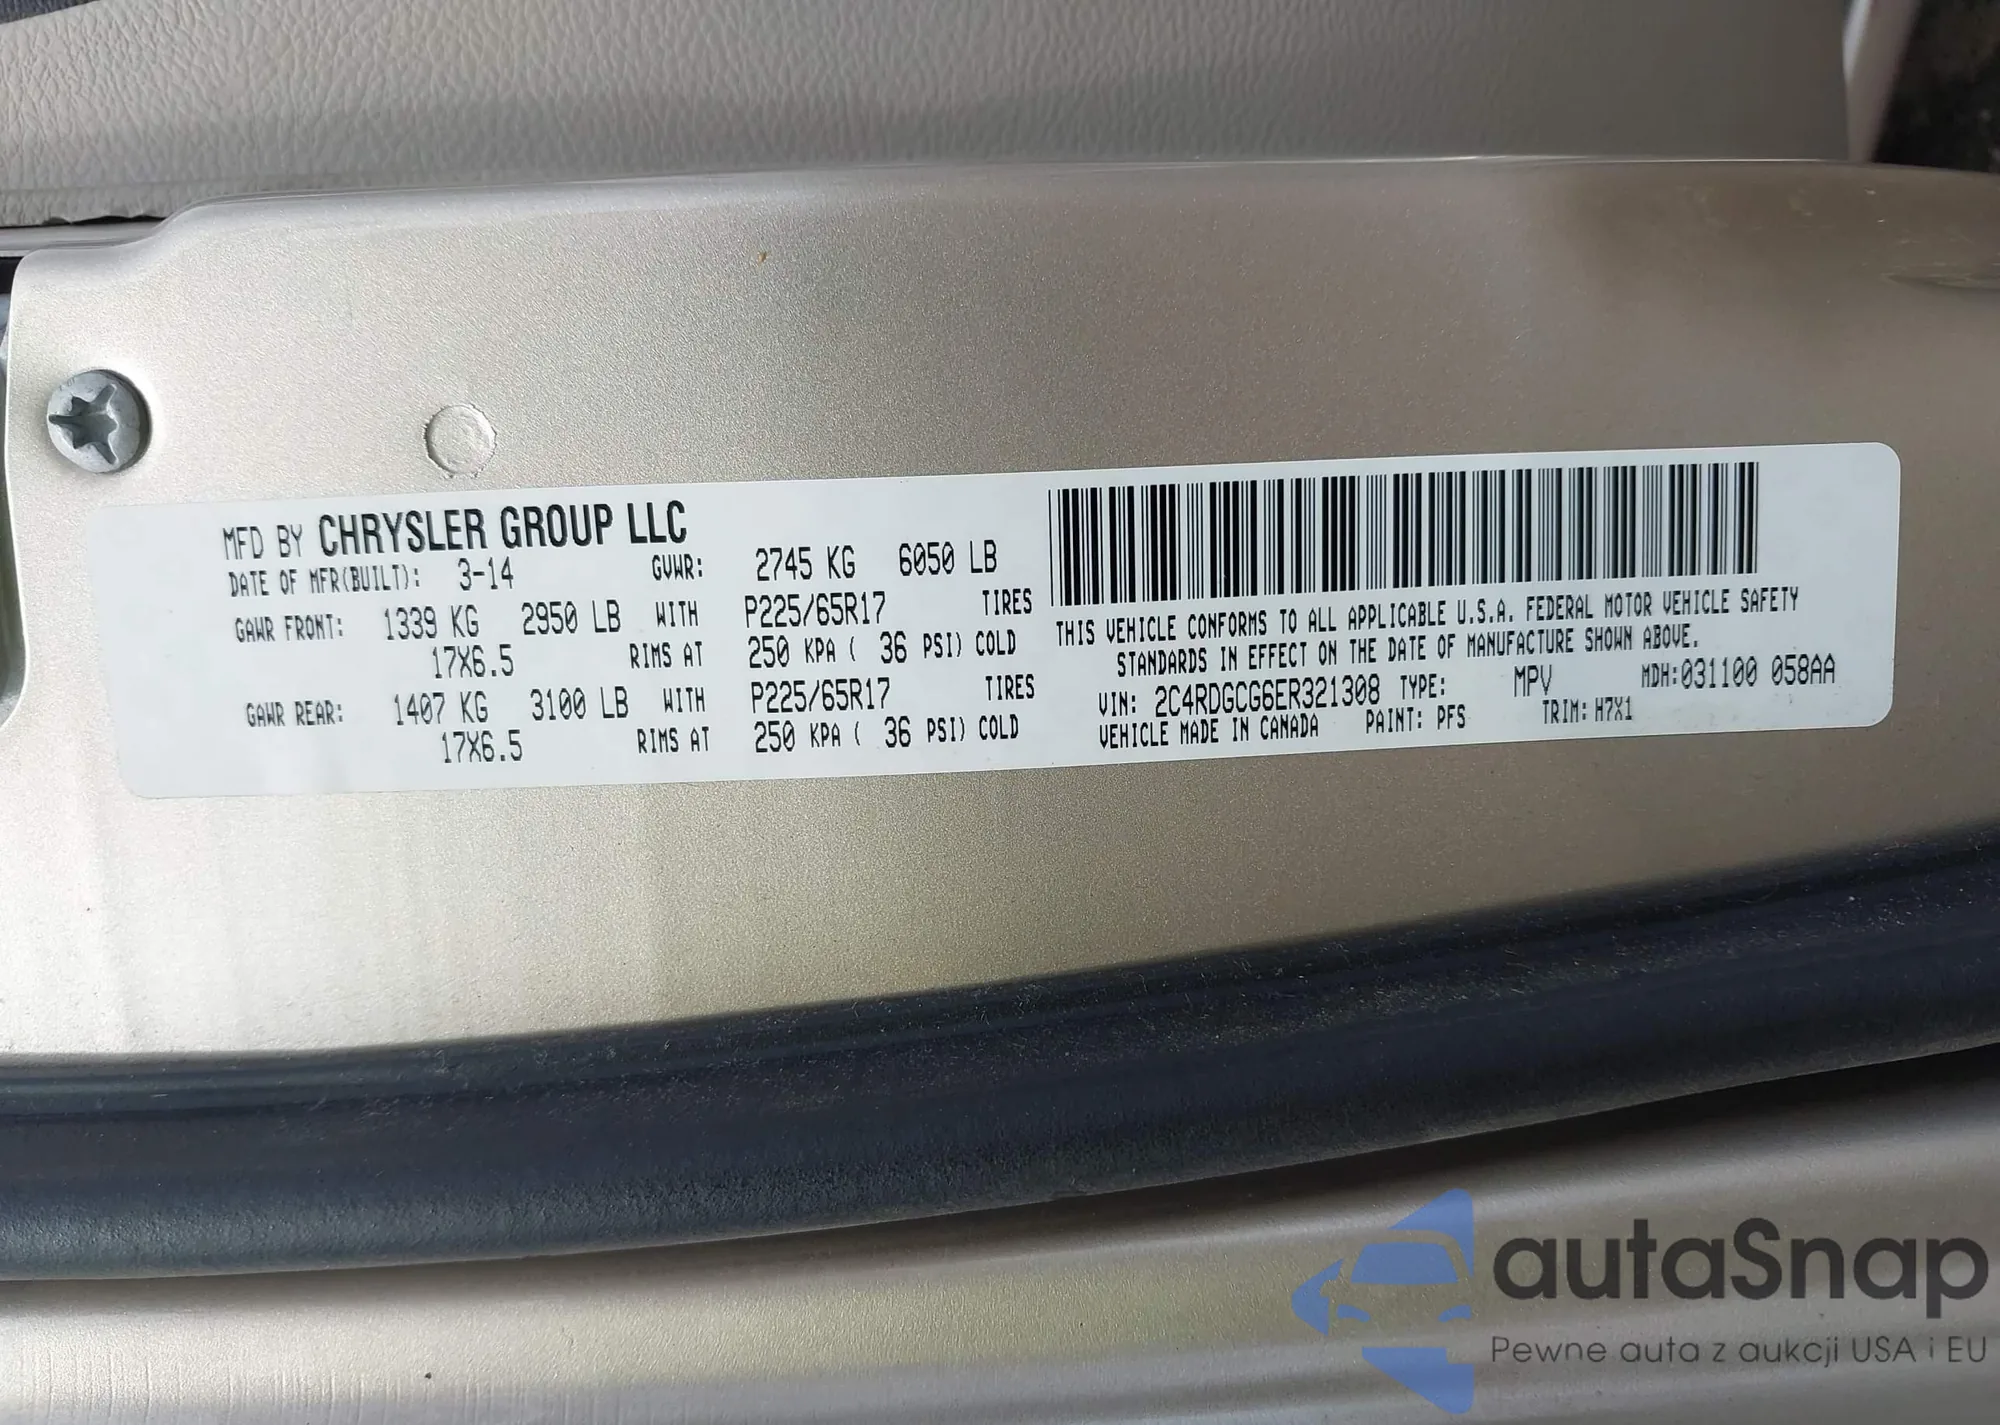 MFD BY CHRYSLER GROUP LLC
DATE OF MFR(BUILT): 3-14 GVWR: 2745 KG 6050 LB
GAWR FRONT: 1339 KG 2950 LB WITH P225/65R17 TIRES
17X6.5 RIMS AT 250 KPA ( 36 PSI) COLD
GAWR REAR: 1407 KG 3100 LB WITH P225/65R17 TIRES
17X6.5 RIMS AT 250 KPA ( 36 PSI) COLD
THIS VEHICLE CONFORMS TO ALL APPLICABLE U.S.A. FEDERAL MOTOR VEHICLE SAFETY
STANDARDS IN EFFECT ON THE DATE OF MANUFACTURE SHOWN ABOVE.
VIN: 2C4RDGCG6ER321308 TYPE: MPV MDH:031100 058AA
VEHICLE MADE IN CANADA PAINT: PFS TRIM: H7X1
autaSnap
Pewne auta z aukcji USA i EU